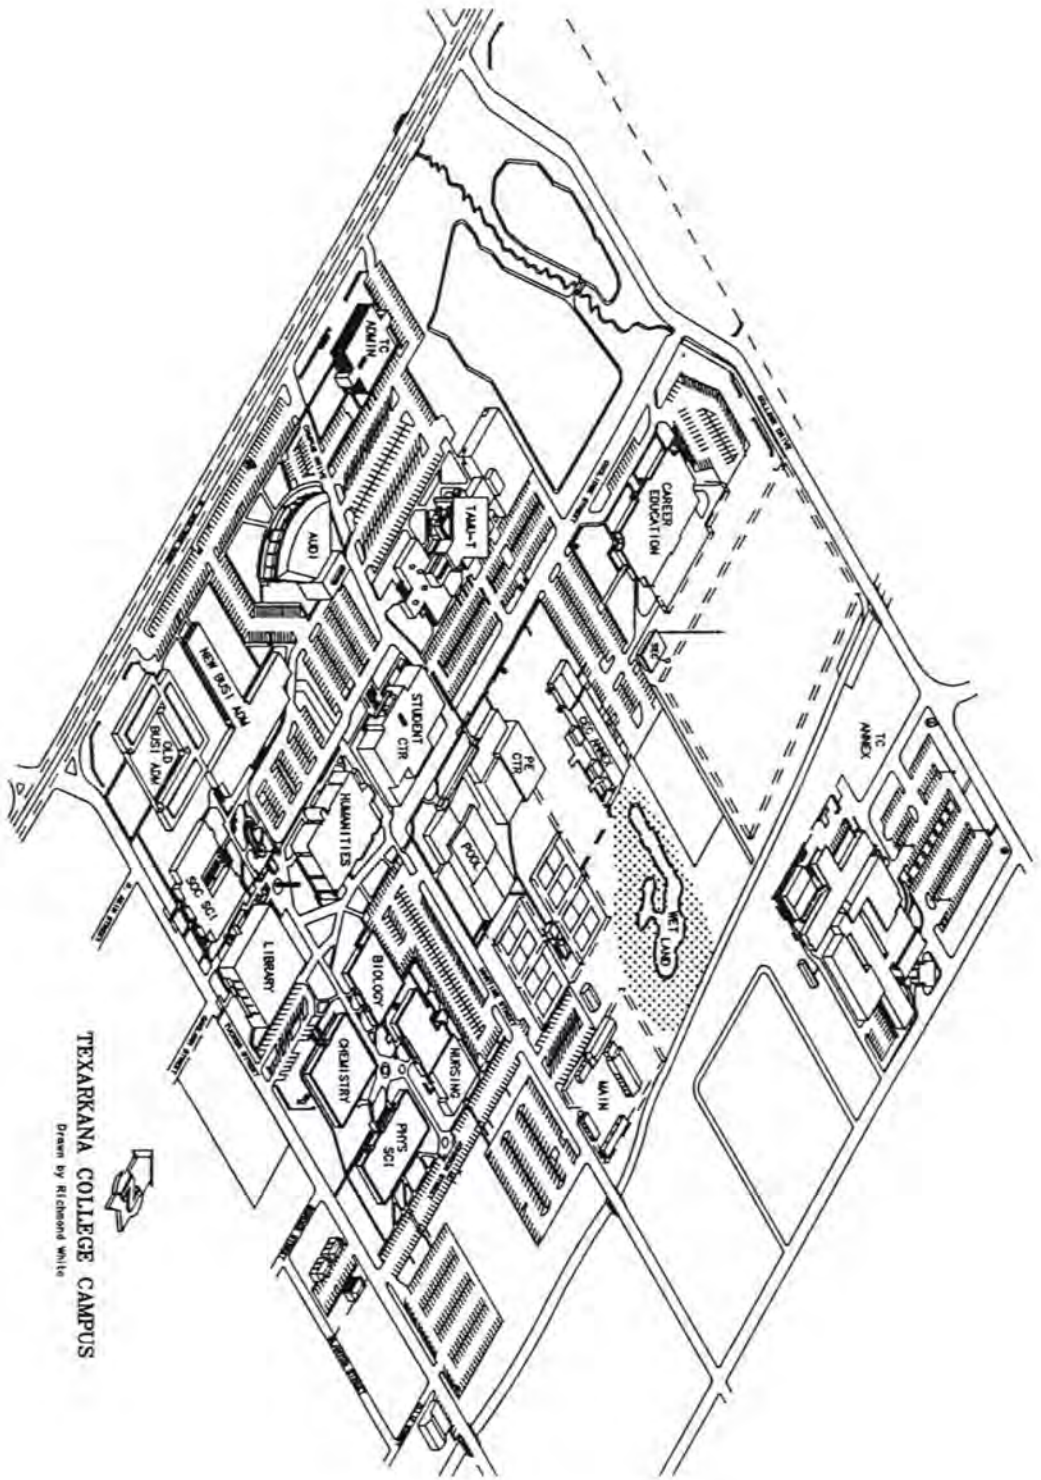 TC
ADMIN
AUDI
TAMU-T
CAREER
EDUCATION
REC
NEW BUSI ADM
OLD
BUSI ADM
STUDENT
CTR
PE
CTR
TC
ANNEX
HUMANITIES
POOL
SOC SCI
LIBRARY
BIOLOGY
NURSING
CHEMISTRY
PHYS
SCI
WET
LAND
MAIN
TEXARKANA COLLEGE CAMPUS
Drawn by Richmond White